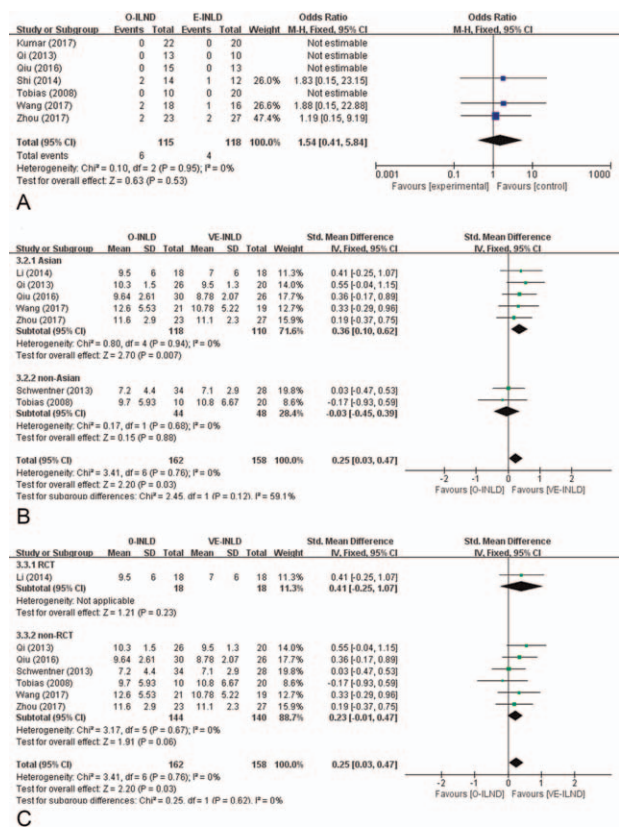 O-ILND E-INLD Odds Ratio Odds Ratio
Study or Subgroup Events Total Events Total Weight M-H, Fixed, 95% CI M-H, Fixed, 95% CI
Kumar (2017) 0 22 0 20 Not estimable
Qi (2013) 0 13 0 10 Not estimable
Qiu (2016) 0 15 0 13 Not estimable
Shi (2014) 2 14 1 12 26.0% 1.83 [0.15, 23.15]
Tobias (2008) 0 10 0 20 Not estimable
Wang (2017) 2 18 1 16 26.6% 1.88 [0.15, 22.88]
Zhou (2017) 2 23 2 27 47.4% 1.19 [0.15, 9.19]
Total (95% CI) 115 118 100.0% 1.54 [0.41, 5.84]
Total events 6 4
Heterogeneity: Chi² = 0.10, df = 2 (P = 0.95); I² = 0%
Test for overall effect: Z = 0.63 (P = 0.53)
0.001 0.1 1 10 1000
Favours [experimental] Favours [control]
A
O-INLD VE-INLD Std. Mean Difference Std. Mean Difference
Study or Subgroup Mean SD Total Mean SD Total Weight IV, Fixed, 95% CI IV, Fixed, 95% CI
3.2.1 Asian
Li (2014) 9.5 6 18 7 6 18 11.3% 0.41 [-0.25, 1.07]
Qi (2013) 10.3 1.5 26 9.5 1.3 20 14.0% 0.55 [-0.04, 1.15]
Qiu (2016) 9.64 2.61 30 8.78 2.07 26 17.7% 0.36 [-0.17, 0.89]
Wang (2017) 12.6 5.53 21 10.78 5.22 19 12.9% 0.33 [-0.29, 0.96]
Zhou (2017) 11.6 2.9 23 11.1 2.3 27 15.7% 0.19 [-0.37, 0.75]
Subtotal (95% CI) 118 110 71.6% 0.36 [0.10, 0.62]
Heterogeneity: Chi² = 0.80, df = 4 (P = 0.94); I² = 0%
Test for overall effect: Z = 2.70 (P = 0.007)
3.2.2 non-Asian
Schwentner (2013) 7.2 4.4 34 7.1 2.9 28 19.8% 0.03 [-0.47, 0.53]
Tobias (2008) 9.7 5.93 10 10.8 6.67 20 8.6% -0.17 [-0.93, 0.59]
Subtotal (95% CI) 44 48 28.4% -0.03 [-0.45, 0.39]
Heterogeneity: Chi² = 0.17, df = 1 (P = 0.68); I² = 0%
Test for overall effect: Z = 0.15 (P = 0.88)
Total (95% CI) 162 158 100.0% 0.25 [0.03, 0.47]
Heterogeneity: Chi² = 3.41, df = 6 (P = 0.76); I² = 0%
Test for overall effect: Z = 2.20 (P = 0.03)
Test for subgroup differences: Chi² = 2.45, df = 1 (P = 0.12), I² = 59.1%
-2 -1 0 1 2
Favours [O-INLD] Favours [VE-INLD]
B
O-INLD VE-INLD Std. Mean Difference Std. Mean Difference
Study or Subgroup Mean SD Total Mean SD Total Weight IV, Fixed, 95% CI IV, Fixed, 95% CI
3.3.1 RCT
Li (2014) 9.5 6 18 7 6 18 11.3% 0.41 [-0.25, 1.07]
Subtotal (95% CI) 18 18 11.3% 0.41 [-0.25, 1.07]
Heterogeneity: Not applicable
Test for overall effect: Z = 1.21 (P = 0.23)
3.3.2 non-RCT
Qi (2013) 10.3 1.5 26 9.5 1.3 20 14.0% 0.55 [-0.04, 1.15]
Qiu (2016) 9.64 2.61 30 8.78 2.07 26 17.7% 0.36 [-0.17, 0.89]
Schwentner (2013) 7.2 4.4 34 7.1 2.9 28 19.8% 0.03 [-0.47, 0.53]
Tobias (2008) 9.7 5.93 10 10.8 6.67 20 8.6% -0.17 [-0.93, 0.59]
Wang (2017) 12.6 5.53 21 10.78 5.22 19 12.9% 0.33 [-0.29, 0.96]
Zhou (2017) 11.6 2.9 23 11.1 2.3 27 15.7% 0.19 [-0.37, 0.75]
Subtotal (95% CI) 144 140 88.7% 0.23 [-0.01, 0.47]
Heterogeneity: Chi² = 3.17, df = 5 (P = 0.67); I² = 0%
Test for overall effect: Z = 1.91 (P = 0.06)
Total (95% CI) 162 158 100.0% 0.25 [0.03, 0.47]
Heterogeneity: Chi² = 3.41, df = 6 (P = 0.76); I² = 0%
Test for overall effect: Z = 2.20 (P = 0.03)
Test for subgroup differences: Chi² = 0.25, df = 1 (P = 0.62), I² = 0%
-2 -1 0 1 2
Favours [O-ILND] Favours [VE-ILND]
C